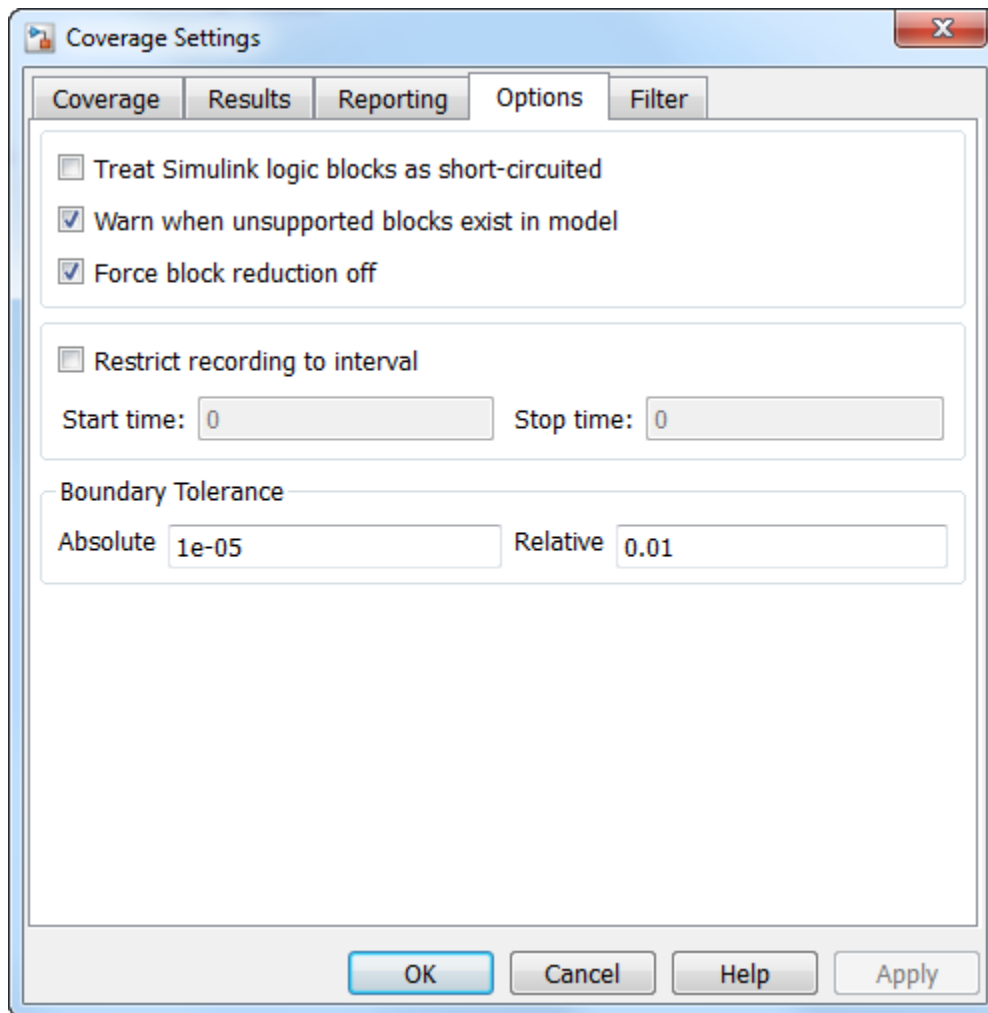 Coverage Settings
Coverage Results Reporting Options Filter
Treat Simulink logic blocks as short-circuited
Warn when unsupported blocks exist in model
Force block reduction off
Restrict recording to interval
Start time: 0 Stop time: 0
Boundary Tolerance
Absolute 1e-05 Relative 0.01
OK Cancel Help Apply